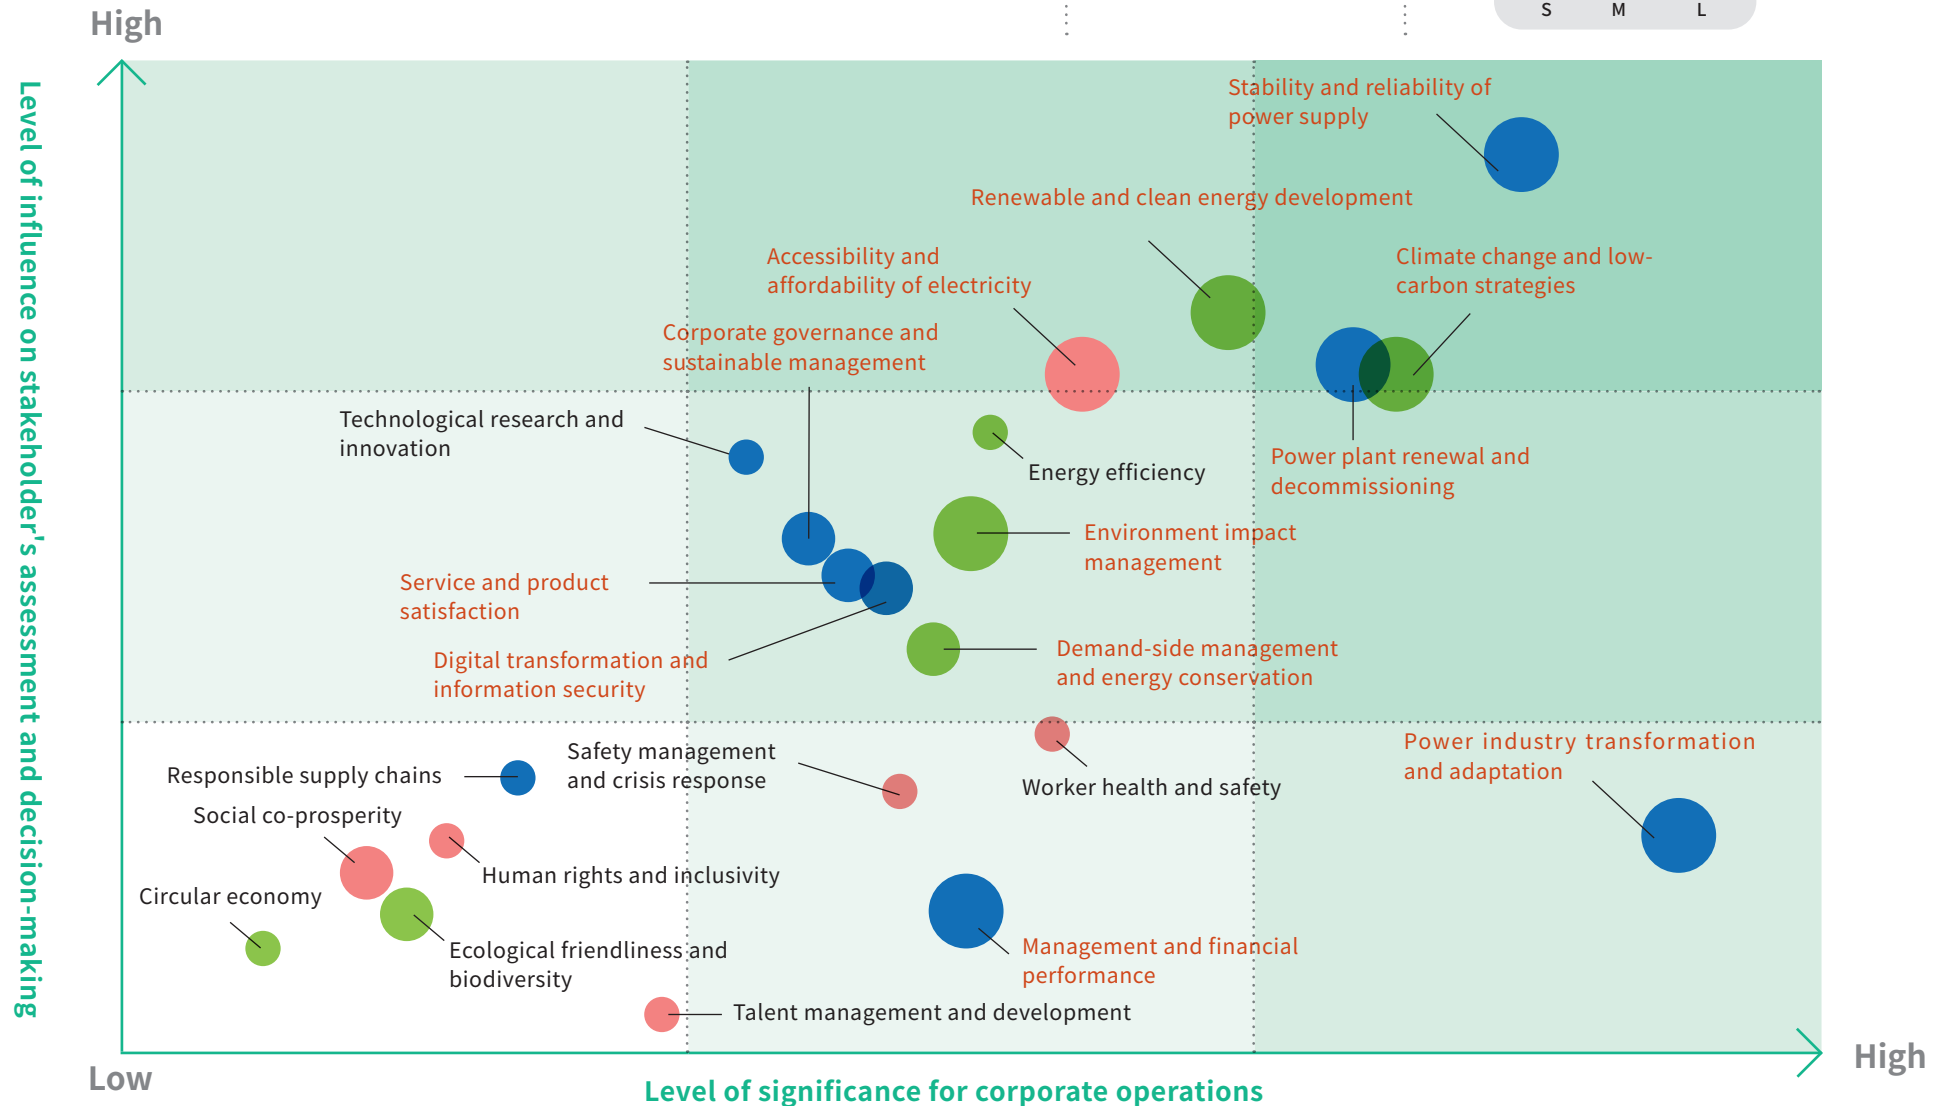 High
S M L
Level of influence on stakeholder's assessment and decision-making
Stability and reliability of
power supply
Renewable and clean energy development
Accessibility and
affordability of electricity
Climate change and low-
carbon strategies
Corporate governance and
sustainable management
Technological research and
innovation
Energy efficiency
Power plant renewal and
decommissioning
Environment impact
management
Service and product
satisfaction
Digital transformation and
information security
Demand-side management
and energy conservation
Power industry transformation
and adaptation
Safety management
and crisis response
Responsible supply chains
Worker health and safety
Social co-prosperity
Human rights and inclusivity
Circular economy
Ecological friendliness and
biodiversity
Management and financial
performance
Talent management and development
Low
Level of significance for corporate operations
High